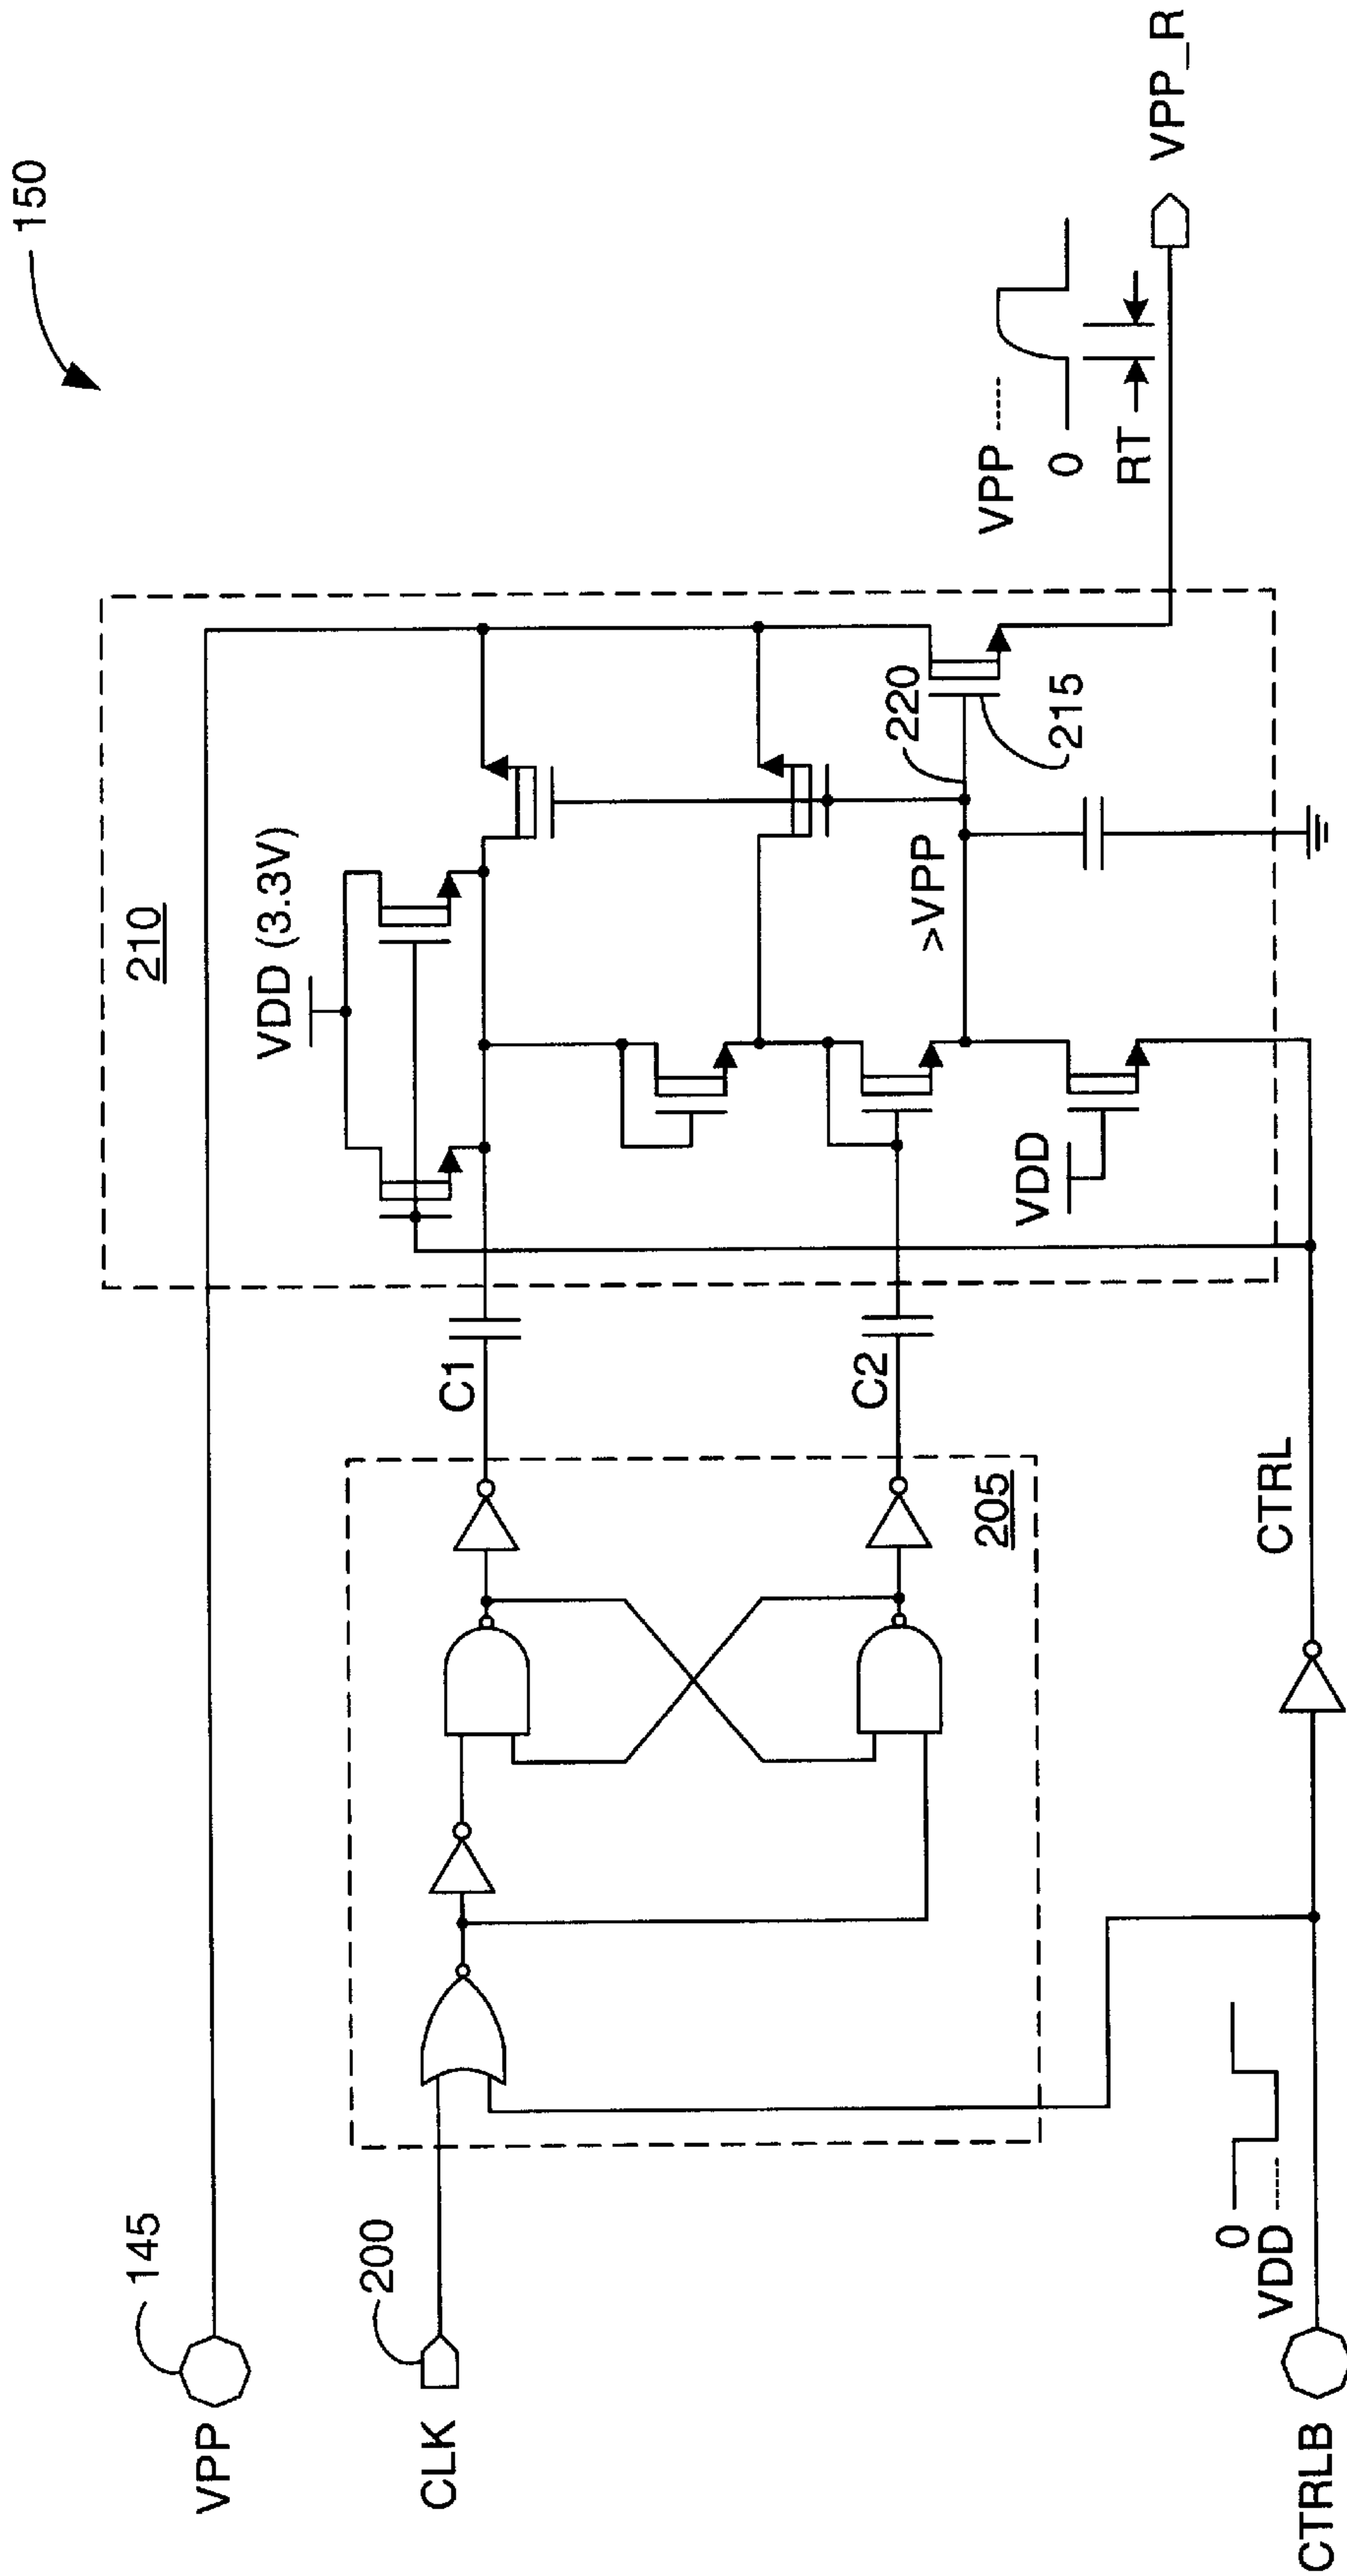 150
VPP
145
210
VDD (3.3V)
CLK
200
C1
C2
205
VDD
>VPP
220
215
VPP
0
RT
VPP_R
CTRLB
0
VDD
CTRL